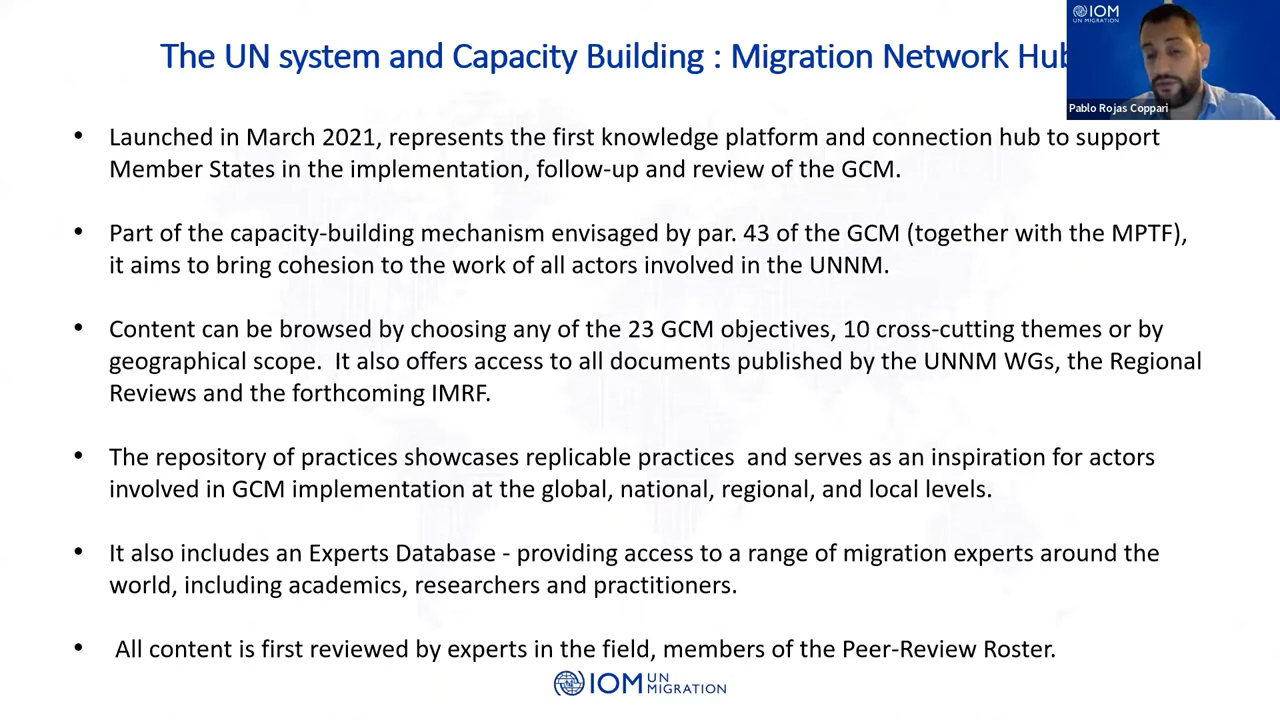 The UN system and Capacity Building : Migration Network Hub
IOM
UN MIGRATION
Pablo Rojas Coppari
• Launched in March 2021, represents the first knowledge platform and connection hub to support
Member States in the implementation, follow-up and review of the GCM.
• Part of the capacity-building mechanism envisaged by par. 43 of the GCM (together with the MPTF),
it aims to bring cohesion to the work of all actors involved in the UNNM.
• Content can be browsed by choosing any of the 23 GCM objectives, 10 cross-cutting themes or by
geographical scope.  It also offers access to all documents published by the UNNM WGs, the Regional
Reviews and the forthcoming IMRF.
• The repository of practices showcases replicable practices  and serves as an inspiration for actors
involved in GCM implementation at the global, national, regional, and local levels.
• It also includes an Experts Database - providing access to a range of migration experts around the
world, including academics, researchers and practitioners.
• All content is first reviewed by experts in the field, members of the Peer-Review Roster.
IOM UN
MIGRATION